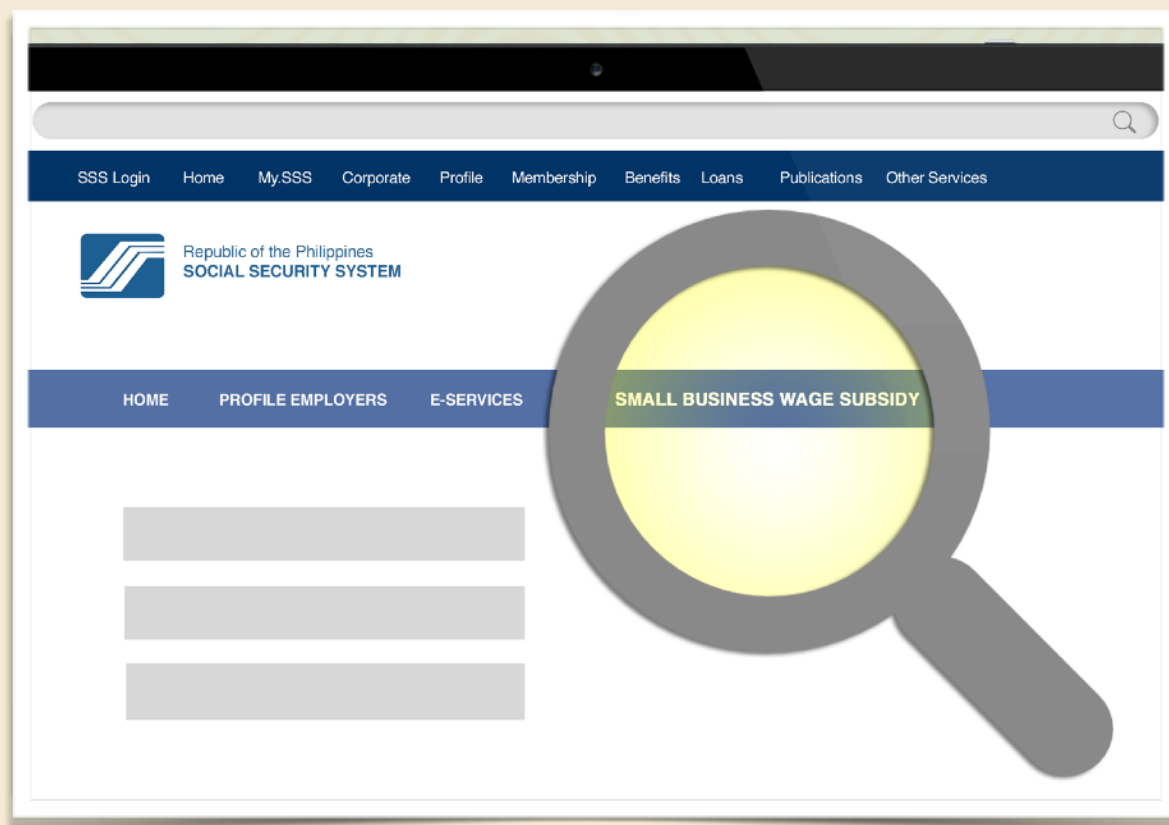 SSS Login Home My.SSS Corporate Profile Membership Benefits Loans Publications Other Services
Republic of the Philippines
SOCIAL SECURITY SYSTEM
HOME PROFILE EMPLOYERS E-SERVICES SMALL BUSINESS WAGE SUBSIDY